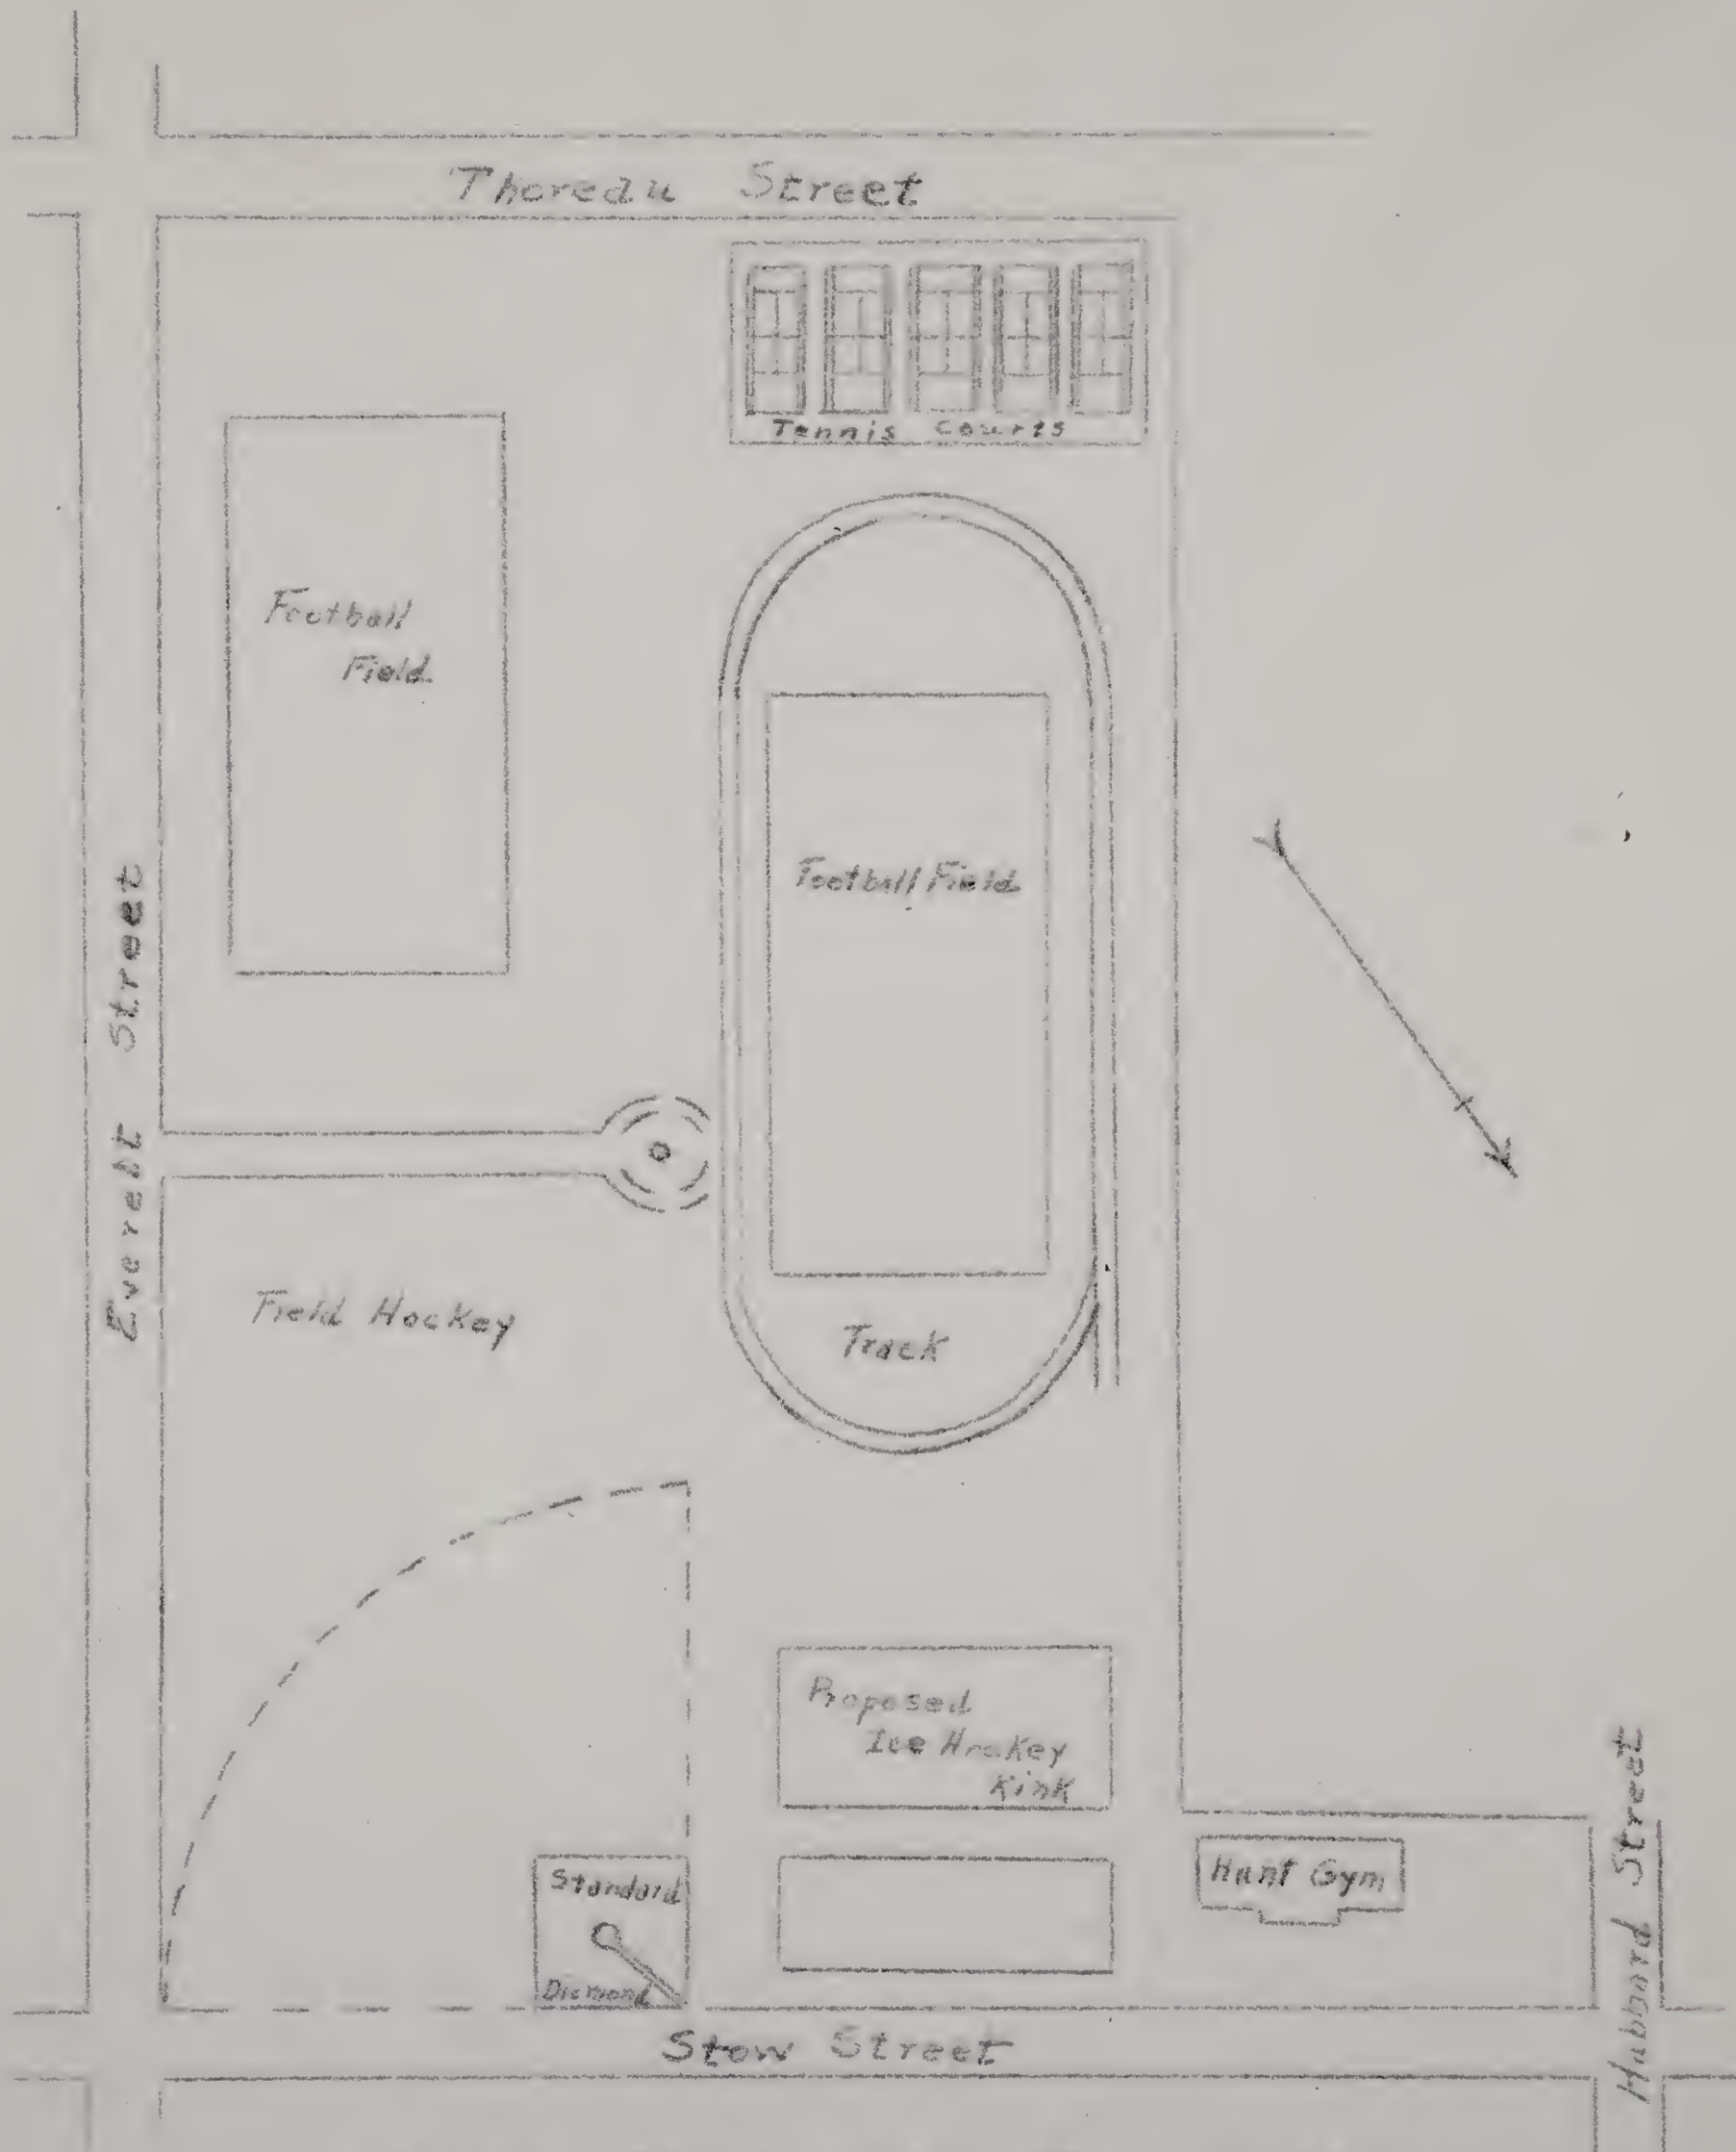 Thoreau Street
Tennis Courts
Football
Field
Football Field
Everett Street
Field Hockey
Track
Proposed
Ice Hockey
Rink
Standard
Diamond
Hunt Gym
Hubbard Street
Stow Street